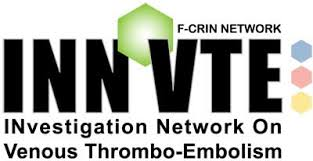 F-CRIN NETWORK
INN VTE
INvestigation Network On
Venous Thrombo-Embolism